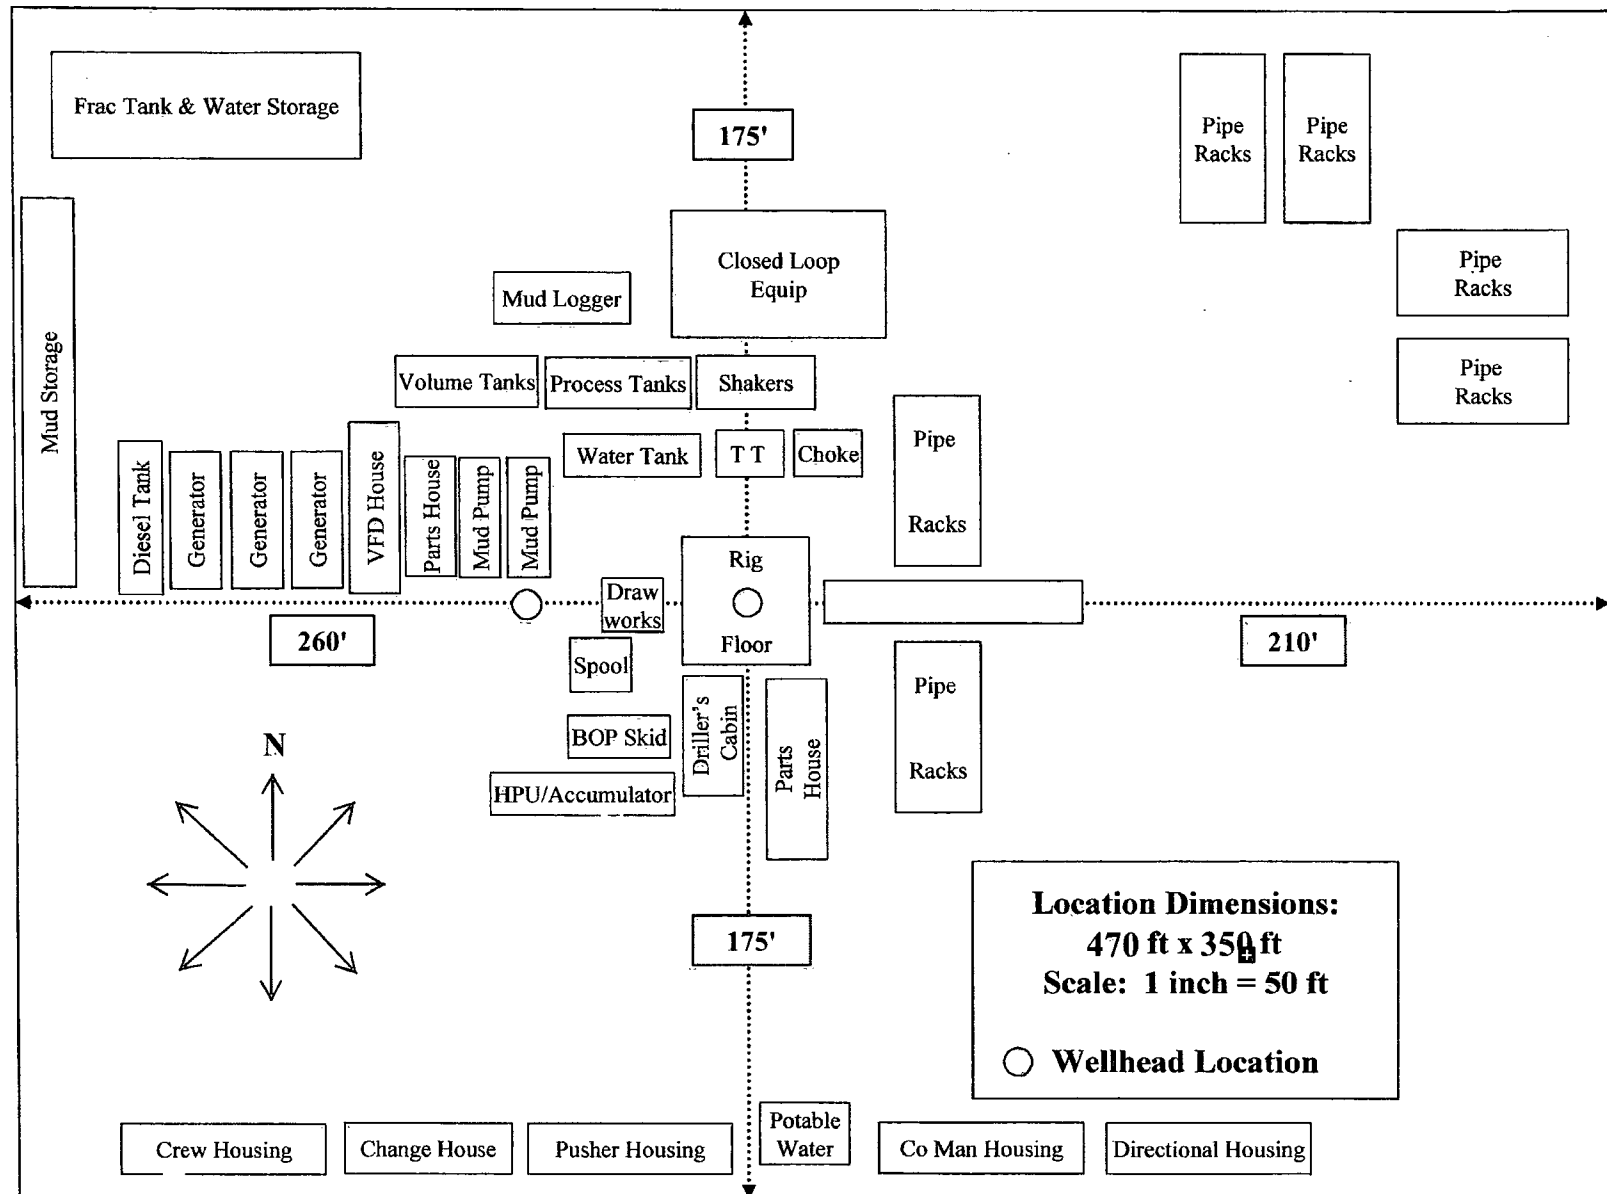 Frac Tank & Water Storage
175'
Pipe
Racks
Pipe
Racks
Closed Loop
Equip
Pipe
Racks
Mud Logger
Mud Storage
Pipe
Racks
Volume Tanks
Process Tanks
Shakers
Pipe
Racks
Water Tank
T T
Choke
Diesel Tank
Generator
Generator
Generator
VFD House
Parts House
Mud Pump
Mud Pump
Rig
Floor
Draw
works
260'
210'
Spool
Pipe
Racks
Driller's
Cabin
Parts
House
BOP Skid
HPU/Accumulator
N
175'
Location Dimensions:
470 ft x 350 ft
Scale: 1 inch = 50 ft
Wellhead Location
Crew Housing
Change House
Pusher Housing
Potable
Water
Co Man Housing
Directional Housing